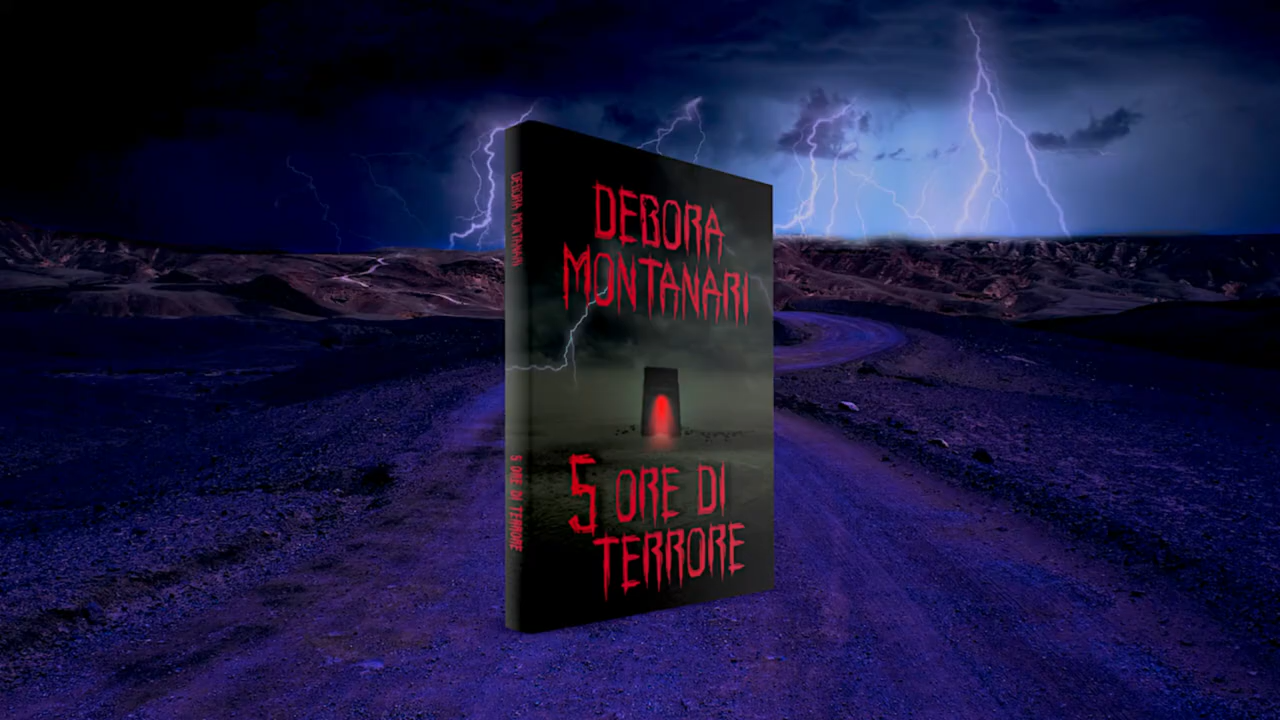 DEBORA MONTANARI
5 ORE DI TERRORE
DEBORA
MONTANARI
5 ORE DI
TERRORE